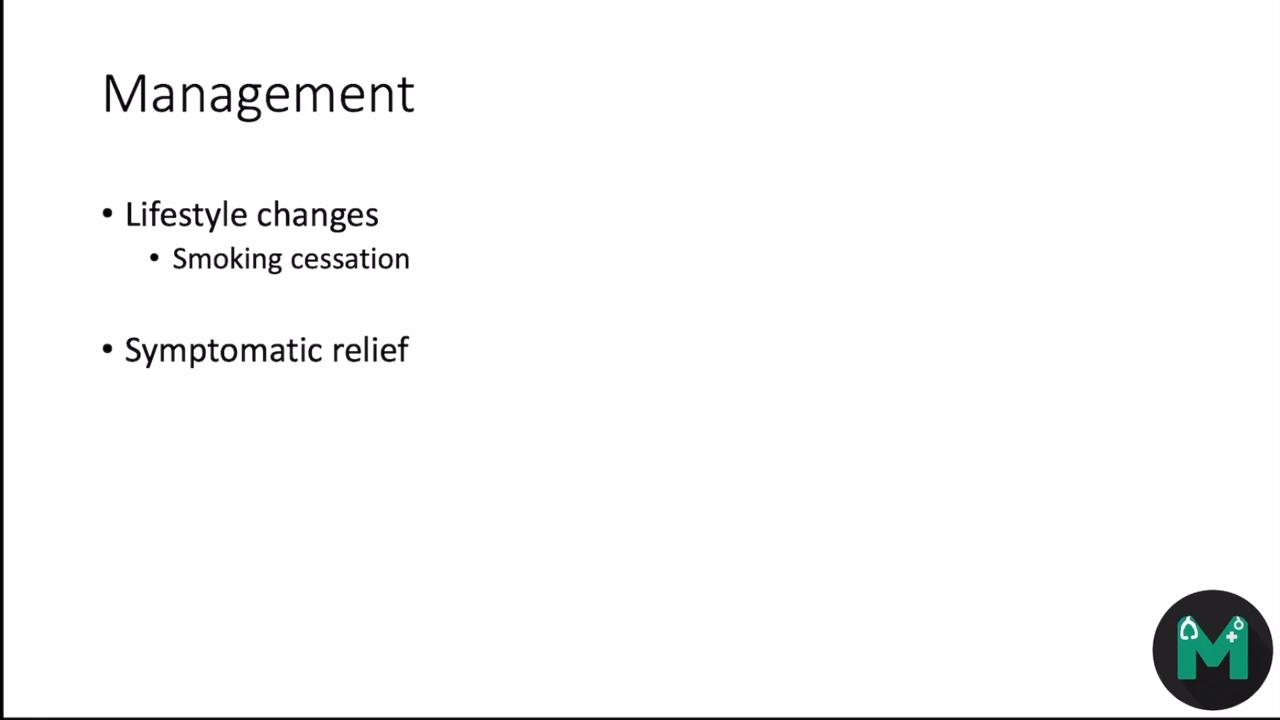 Management
• Lifestyle changes
• Smoking cessation
• Symptomatic relief
M